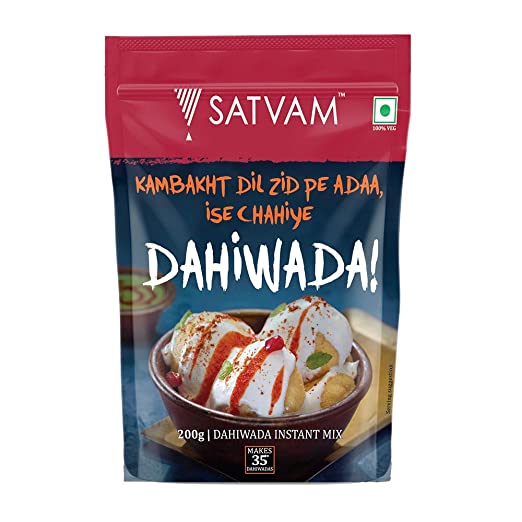 SATVAM™
100% VEG
KAMBAKHT DIL ZID PE ADAA,
ISE CHAHIYE
DAHIWADA!
Serving suggestion
200g | DAHIWADA INSTANT MIX
MAKES
35*
DAHIWADAS